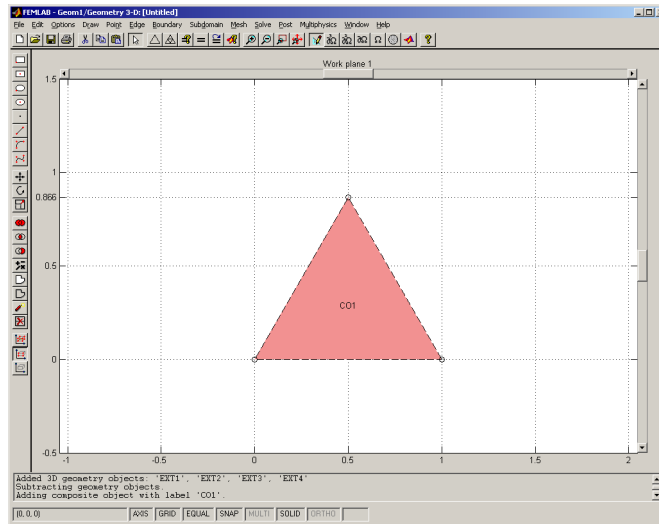 FEMLAB - Geom1/Geometry 3-D: [Untitled]
File Edit Options Draw Point Edge Boundary Subdomain Mesh Solve Post Multiphysics Window Help
Work plane 1
1.5
1
0.866
0.5
CO1
0
-0.5
-1 -0.5 0 0.5 1 1.5 2
Added 3D geometry objects: 'EXT1', 'EXT2', 'EXT3', 'EXT4'
Subtracting geometry objects.
Adding composite object with label 'CO1'.
(0, 0, 0) AXIS GRID EQUAL SNAP MULTI SOLID ORTHO